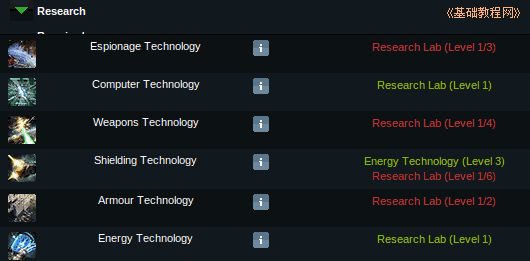 Research
《基础教程网》
Espionage Technology
Research Lab (Level 1/3)
Computer Technology
Research Lab (Level 1)
Weapons Technology
Research Lab (Level 1/4)
Shielding Technology
Energy Technology (Level 3)
Research Lab (Level 1/6)
Armour Technology
Research Lab (Level 1/2)
Energy Technology
Research Lab (Level 1)